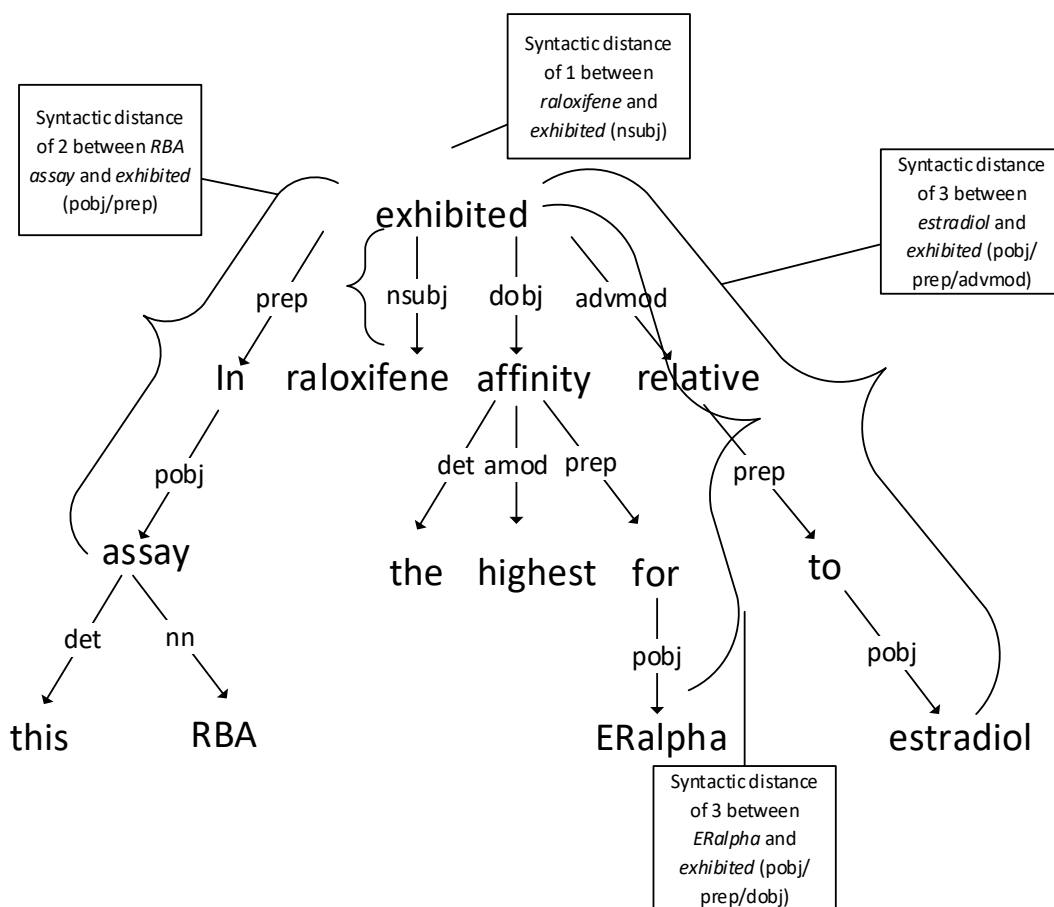 Syntactic distance
of 1 between
raloxifene and
exhibited (nsubj)
Syntactic distance
of 2 between RBA
assay and exhibited
(pobj/prep)
Syntactic distance
of 3 between
estradiol and
exhibited (pobj/
prep/advmod)
exhibited
prep nsubj dobj advmod
In raloxifene affinity relative
pobj det amod prep prep
assay the highest for to
det nn pobj pobj
this RBA ERalpha estradiol
Syntactic distance
of 3 between
ERalpha and
exhibited (pobj/
prep/dobj)